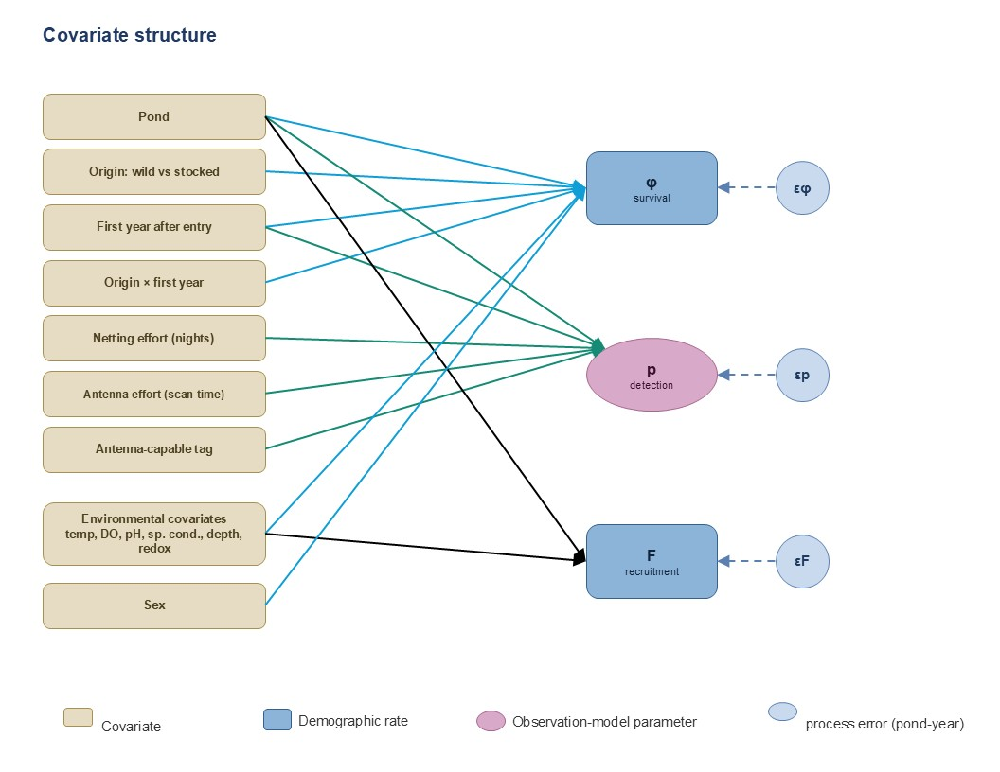 Covariate structure
Pond
Origin: wild vs stocked
First year after entry
Origin × first year
Netting effort (nights)
Antenna effort (scan time)
Antenna-capable tag
Environmental covariates
temp, DO, pH, sp. cond., depth,
redox
Sex
φ
survival
εφ
p
detection
εp
F
recruitment
εF
Covariate
Demographic rate
Observation-model parameter
process error (pond-year)